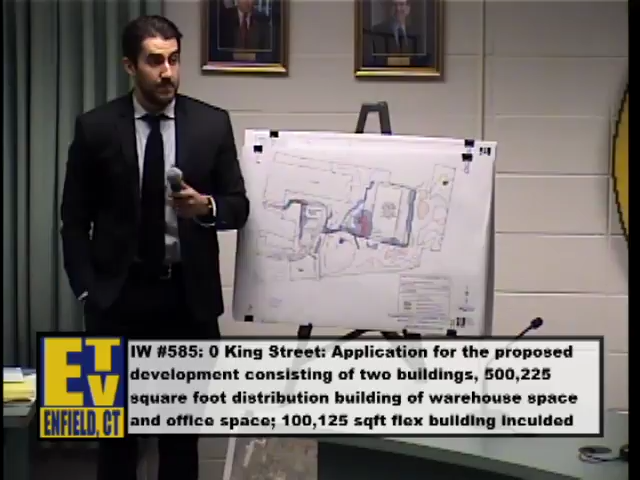 IW #585: 0 King Street: Application for the proposed
development consisting of two buildings, 500,225
square foot distribution building of warehouse space
and office space; 100,125 sqft flex building inculded
ETV
ENFIELD, CT